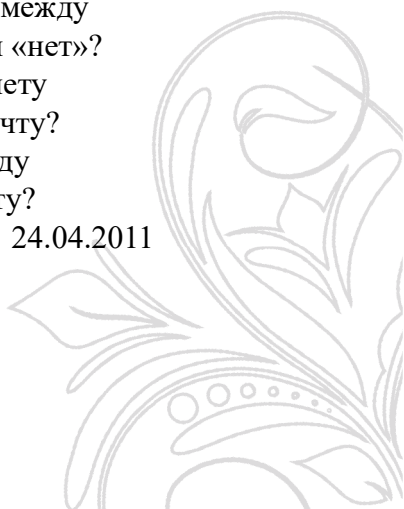 между
«нет»?
нету
чту?
ду
ту?
24.04.2011